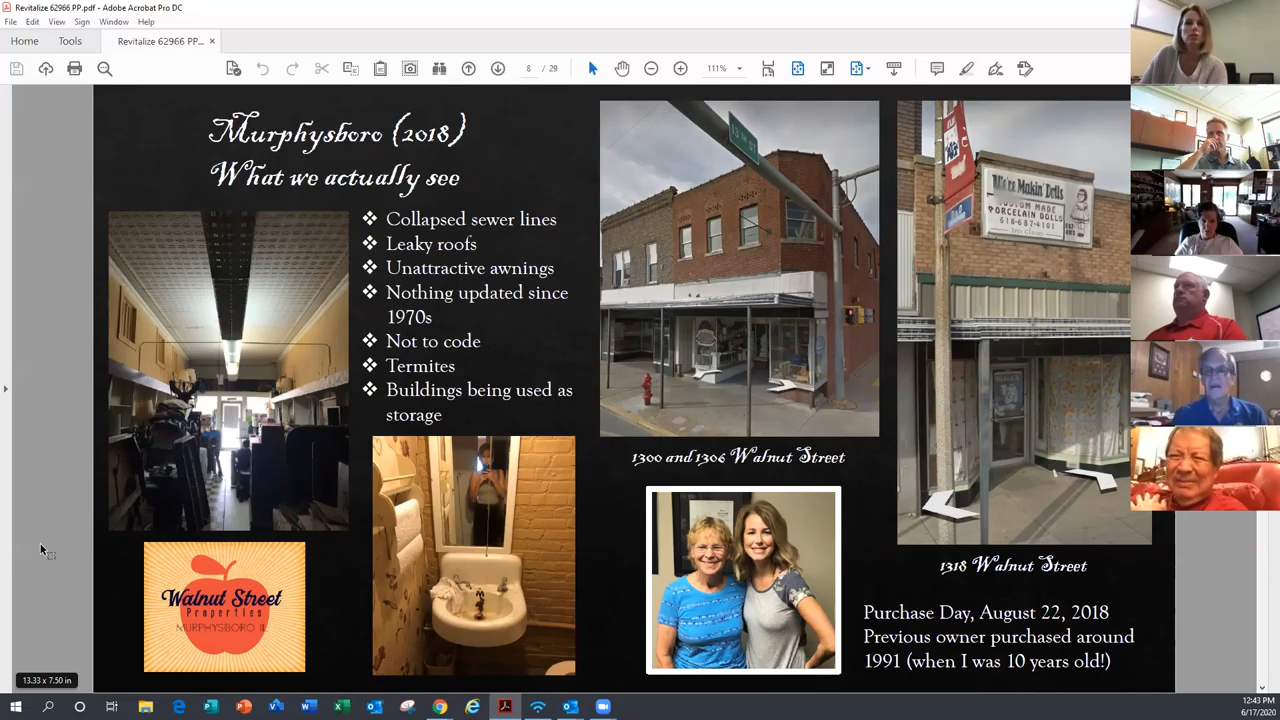 Revitalize 62966 PP.pdf - Adobe Acrobat Pro DC
File Edit View Sign Window Help
Home Tools Revitalize 62966 PP... ×
8 / 29
111%
Murphysboro (2018)
What we actually see
Collapsed sewer lines
Leaky roofs
Unattractive awnings
Nothing updated since
1970s
Not to code
Termites
Buildings being used as
storage
13TH ST
We're Makin' Dolls
CUSTOM MADE
PORCELAIN DOLLS
618-687-4101
1300 and 1306 Walnut Street
1318 Walnut Street
Walnut Street
Properties
MURPHYSBORO IL
Purchase Day, August 22, 2018
Previous owner purchased around
1991 (when I was 10 years old!)
13.33 x 7.50 in
12:43 PM
6/17/2020